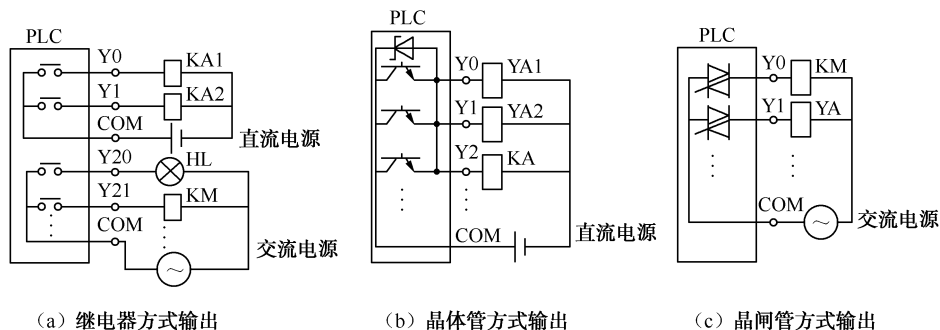 PLC
Y0
KA1
Y1
KA2
COM
直流电源
Y20
HL
Y21
KM
COM
交流电源
(a) 继电器方式输出
PLC
Y0
YA1
Y1
YA2
Y2
KA
COM
直流电源
(b) 晶体管方式输出
PLC
Y0
KM
Y1
YA
COM
交流电源
(c) 晶闸管方式输出